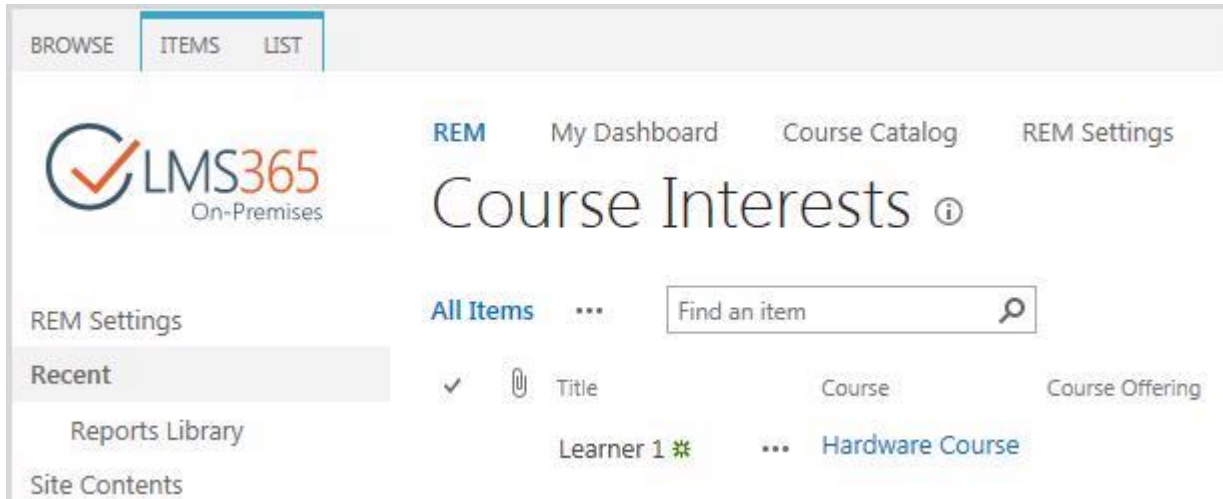 BROWSE ITEMS LIST
LMS365
On-Premises
REM My Dashboard Course Catalog REM Settings
Course Interests
All Items ... Find an item
REM Settings
Recent
Reports Library
Site Contents
Title Course Course Offering
Learner 1 ... Hardware Course